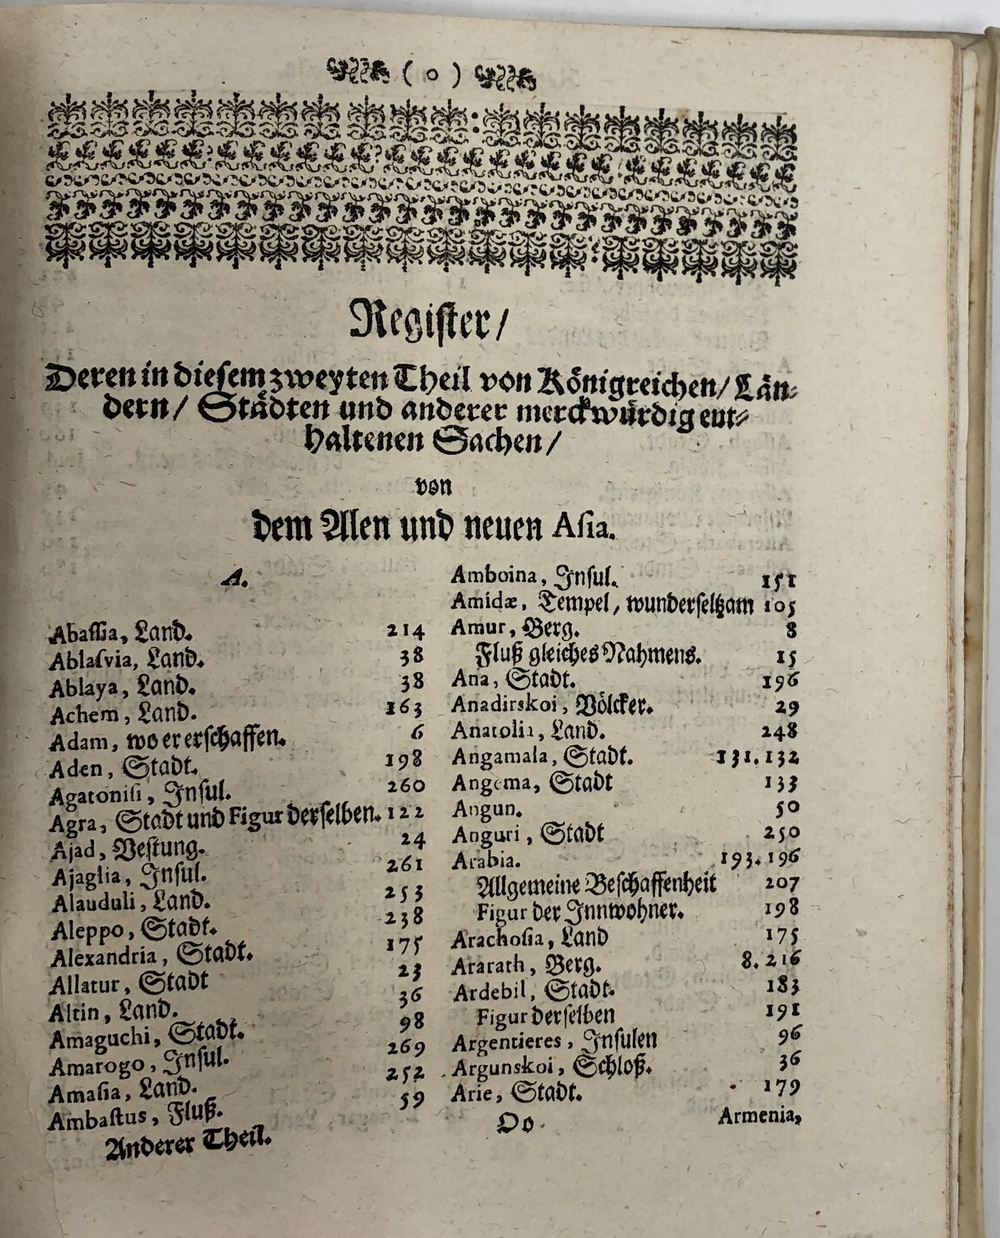 ( o )
Register/
Deren in diesem zweyten Theil von Königreichen/ Län-
dern/ Städten und anderer merckwürdig ent-
haltenen Sachen/
von
dem Alen und neuen Asia.
A.
Abassia, Land. 214
Ablasvia, Land. 38
Ablaya, Land. 38
Achem, Land. 163
Adam, wo er erschaffen. 6
Aden, Stadt. 198
Agatonisi, Insul. 260
Agra, Stadt und Figur derselben. 122
Ajad, Vestung. 24
Ajaglia, Insul. 261
Alauduli, Land. 253
Aleppo, Stadt. 238
Alexandria, Stadt. 175
Allatur, Stadt 23
Altin, Land. 36
Amaguchi, Stadt. 98
Amarogo, Insul. 269
Amasia, Land. 252
Ambastus, Fluß. 59
Anderer Theil.
Amboina, Insul. 151
Amidæ, Tempel, wunderseltzam 105
Amur, Berg. 8
Fluß gleiches Nahmens. 15
Ana, Stadt. 196
Anadirskoi, Völcker. 29
Anatolia, Land. 248
Angamala, Stadt. 131. 132
Angema, Stadt 133
Angun. 50
Anguri, Stadt 250
Arabia. 193. 196
Allgemeine Beschaffenheit 207
Figur der Innwohner. 198
Arachosia, Land 175
Ararath, Berg. 8. 216
Ardebil, Stadt. 183
Figur derselben 191
Argentieres, Insulen 96
Argunskoi, Schloß. 36
Arie, Stadt. 179
Oo
Armenia,